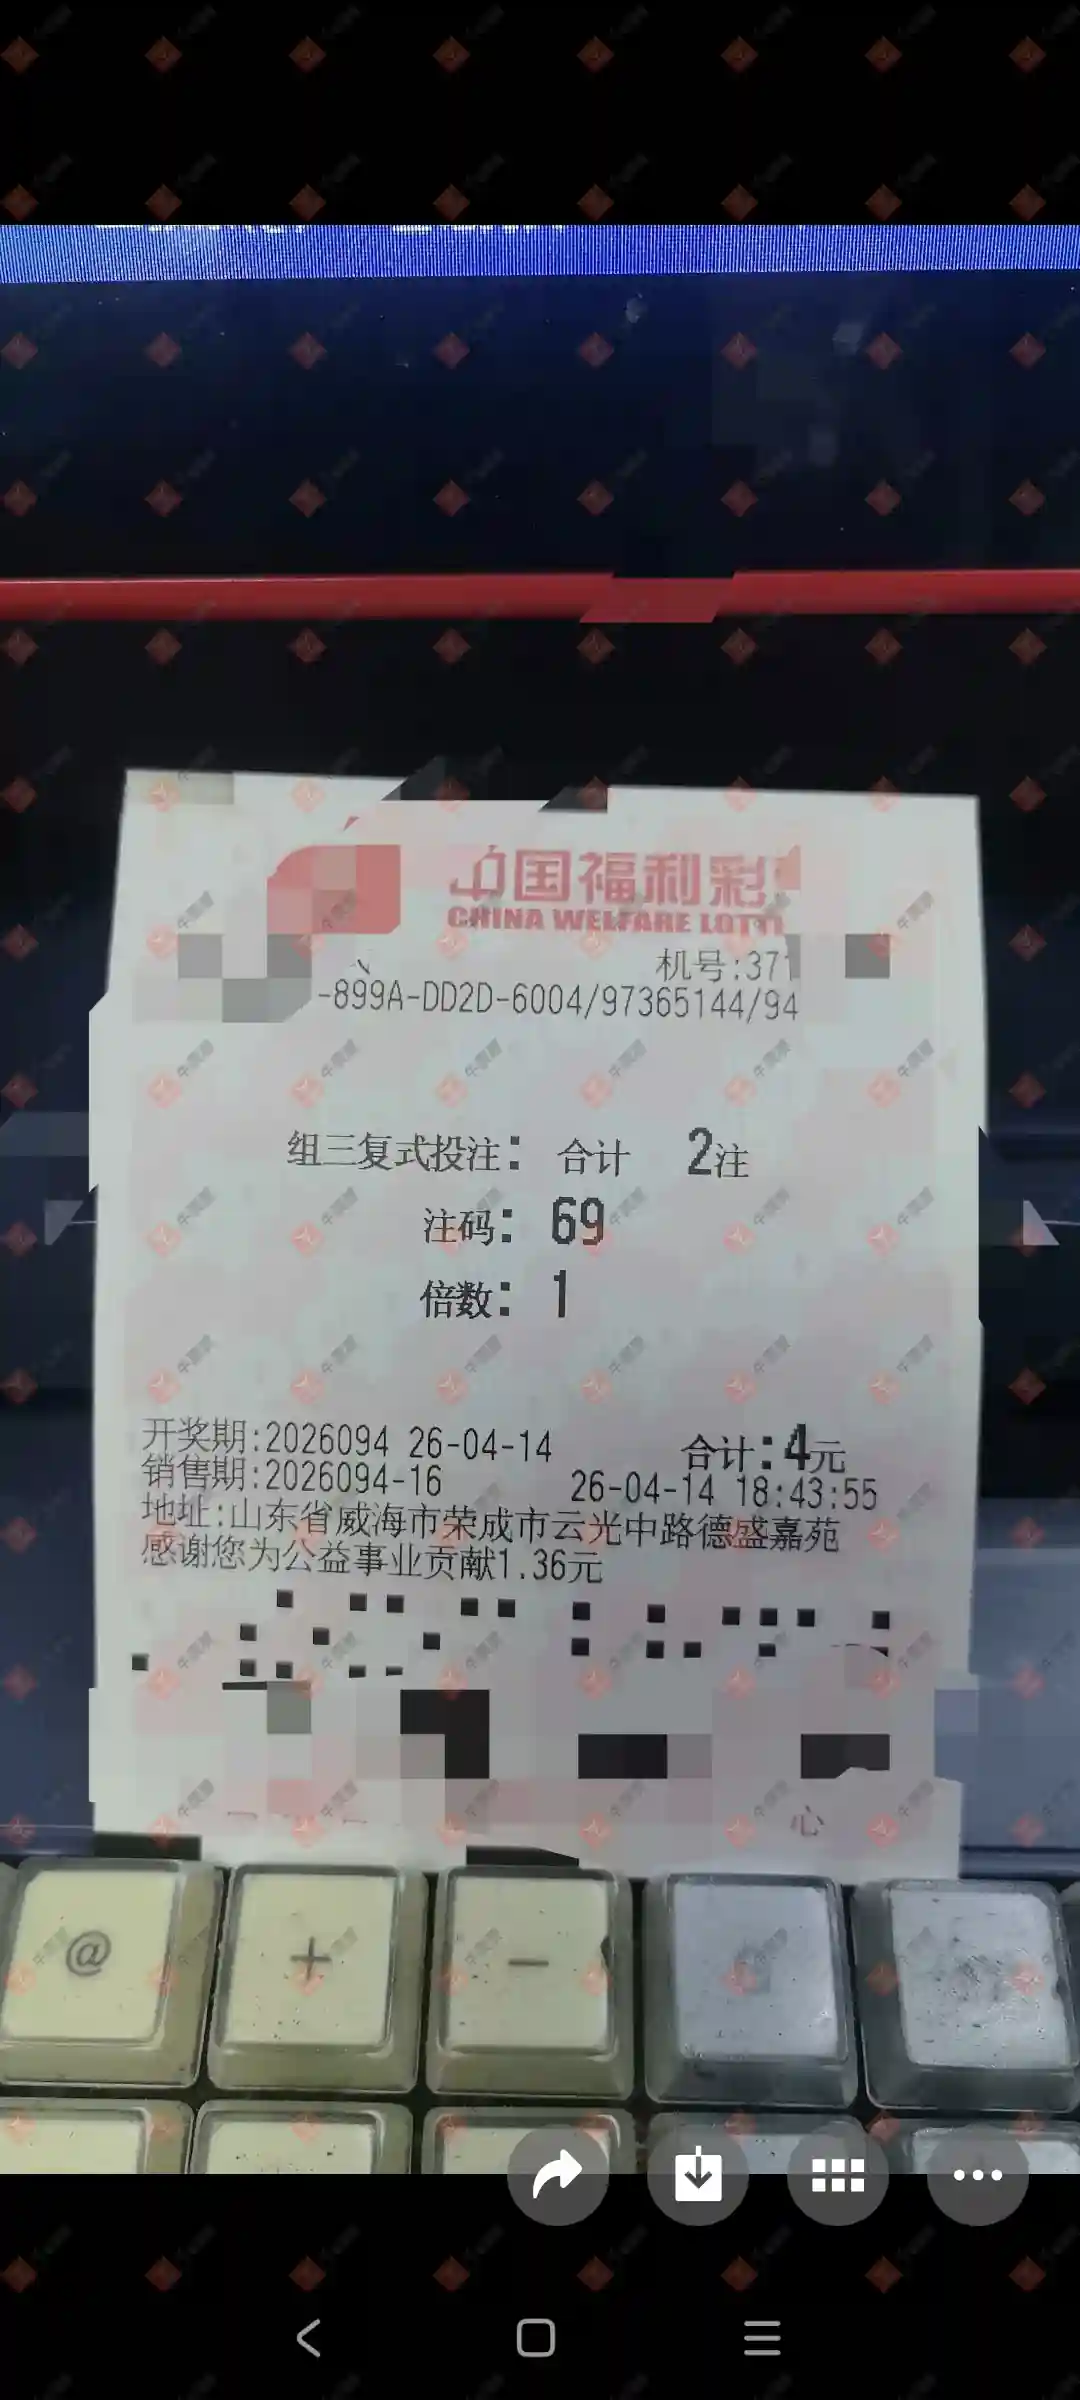 中国福利彩
CHINA WELFARE LOTT
机号:371
-899A-DD2D-6004/97365144/94
组三复式投注: 合计 2注
注码: 69
倍数: 1
开奖期:2026094 26-04-14 合计:4元
销售期:2026094-16 26-04-14 18:43:55
地址:山东省威海市荣成市云光中路德盛嘉苑
感谢您为公益事业贡献1.36元
心
@ + -